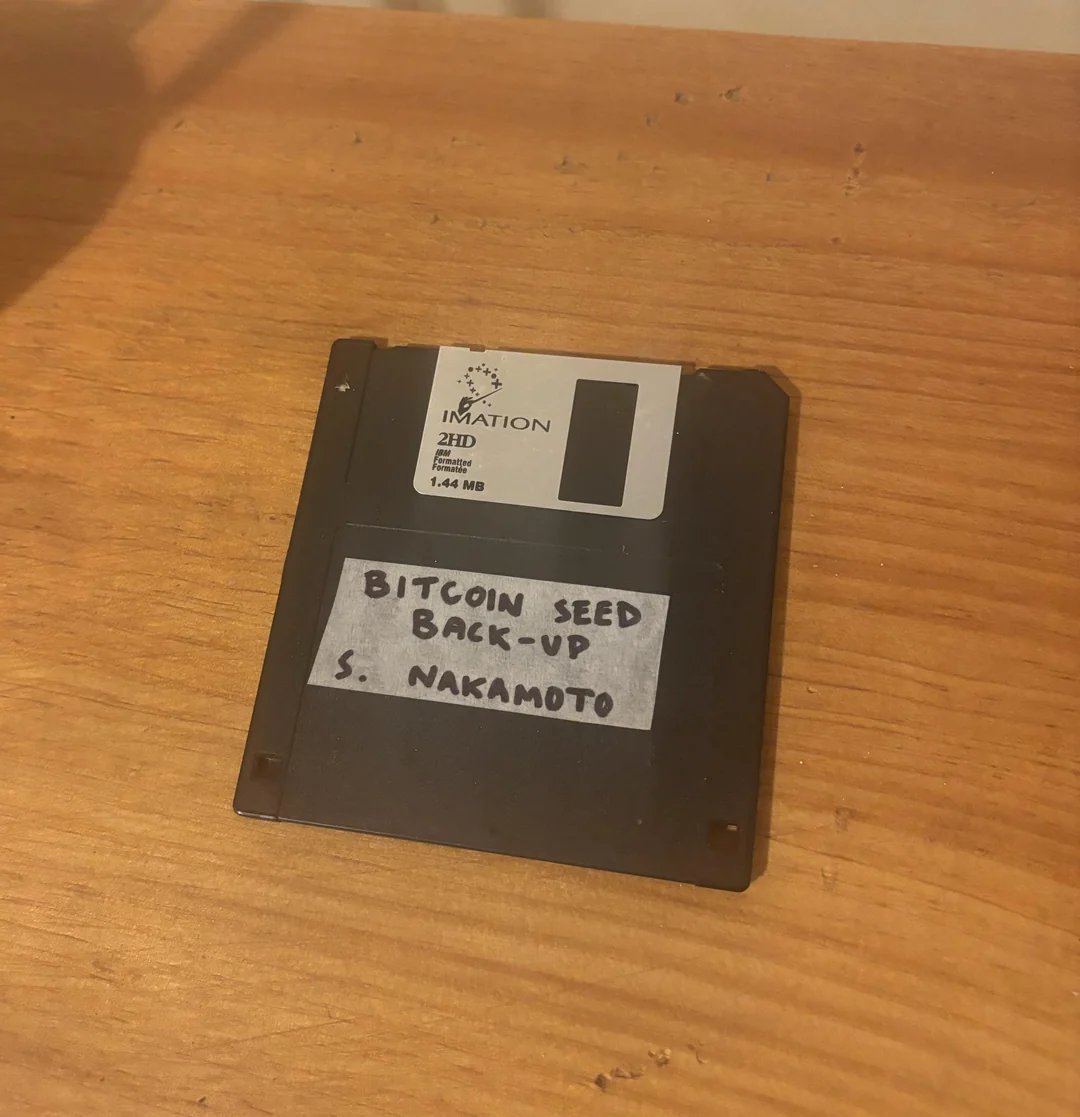 IMATION
2HD
IBM
Formatted
Formatée
1.44 MB
BITCOIN SEED
BACK-UP
S. NAKAMOTO